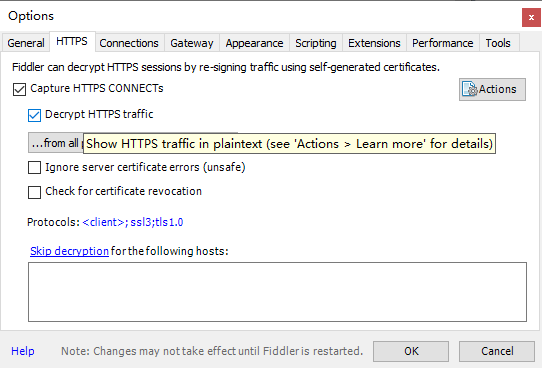 Options
x
General HTTPS Connections Gateway Appearance Scripting Extensions Performance Tools
Fiddler can decrypt HTTPS sessions by re-signing traffic using self-generated certificates.
Capture HTTPS CONNECTs
Actions
Decrypt HTTPS traffic
...from all
Show HTTPS traffic in plaintext (see 'Actions > Learn more' for details)
Ignore server certificate errors (unsafe)
Check for certificate revocation
Protocols: <client>;ssl3;tls1.0
Skip decryption for the following hosts:
Help Note: Changes may not take effect until Fiddler is restarted. OK Cancel